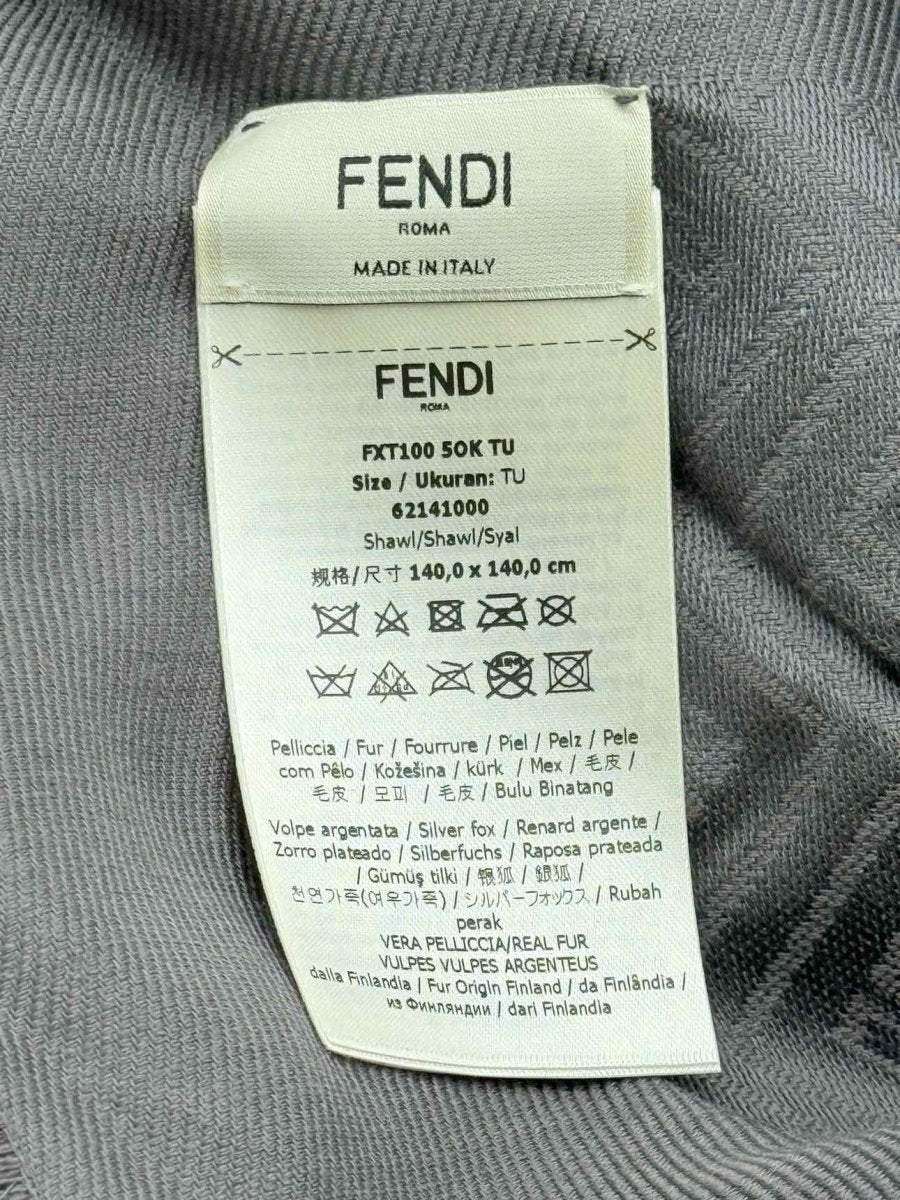 FENDI
ROMA
MADE IN ITALY
FENDI
ROMA
FXT100 5OK TU
Size / Ukuran: TU
62141000
Shawl/Shawl/Syal
规格/尺寸 140,0 x 140,0 cm
Pelliccia / Fur / Fourrure / Piel / Pelz / Pele
com Pêlo / Kožešina / kürk / Mex / 毛皮 /
毛皮 / 모피 / 毛皮 / Bulu Binatang
Volpe argentata / Silver fox / Renard argente /
Zorro plateado / Silberfuchs / Raposa prateada
/ Gümüş tilki / 银狐 / 銀狐 /
천연가죽(여우가죽) / シルバーフォックス / Rubah
perak
VERA PELLICCIA/REAL FUR
VULPES VULPES ARGENTEUS
dalla Finlandia / Fur Origin Finland / da Finlândia /
из Финляндии / dari Finlandia